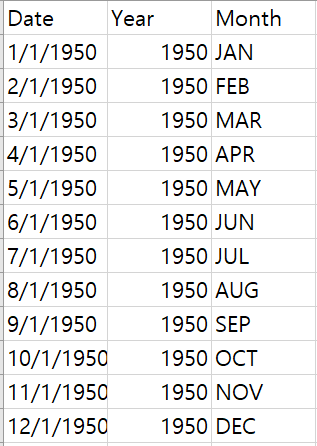 Date Year Month
1/1/1950 1950 JAN
2/1/1950 1950 FEB
3/1/1950 1950 MAR
4/1/1950 1950 APR
5/1/1950 1950 MAY
6/1/1950 1950 JUN
7/1/1950 1950 JUL
8/1/1950 1950 AUG
9/1/1950 1950 SEP
10/1/1950 1950 OCT
11/1/1950 1950 NOV
12/1/1950 1950 DEC